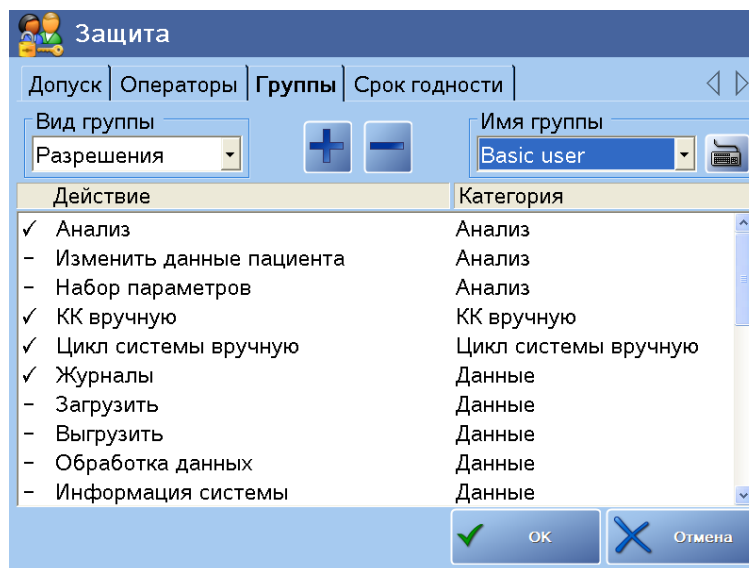 Защита
Допуск Операторы Группы Срок годности
Вид группы Имя группы
Разрешения Basic user
Действие Категория
✓ Анализ Анализ
– Изменить данные пациента Анализ
– Набор параметров Анализ
✓ КК вручную КК вручную
✓ Цикл системы вручную Цикл системы вручную
✓ Журналы Данные
– Загрузить Данные
– Выгрузить Данные
– Обработка данных Данные
– Информация системы Данные
ОК Отмена